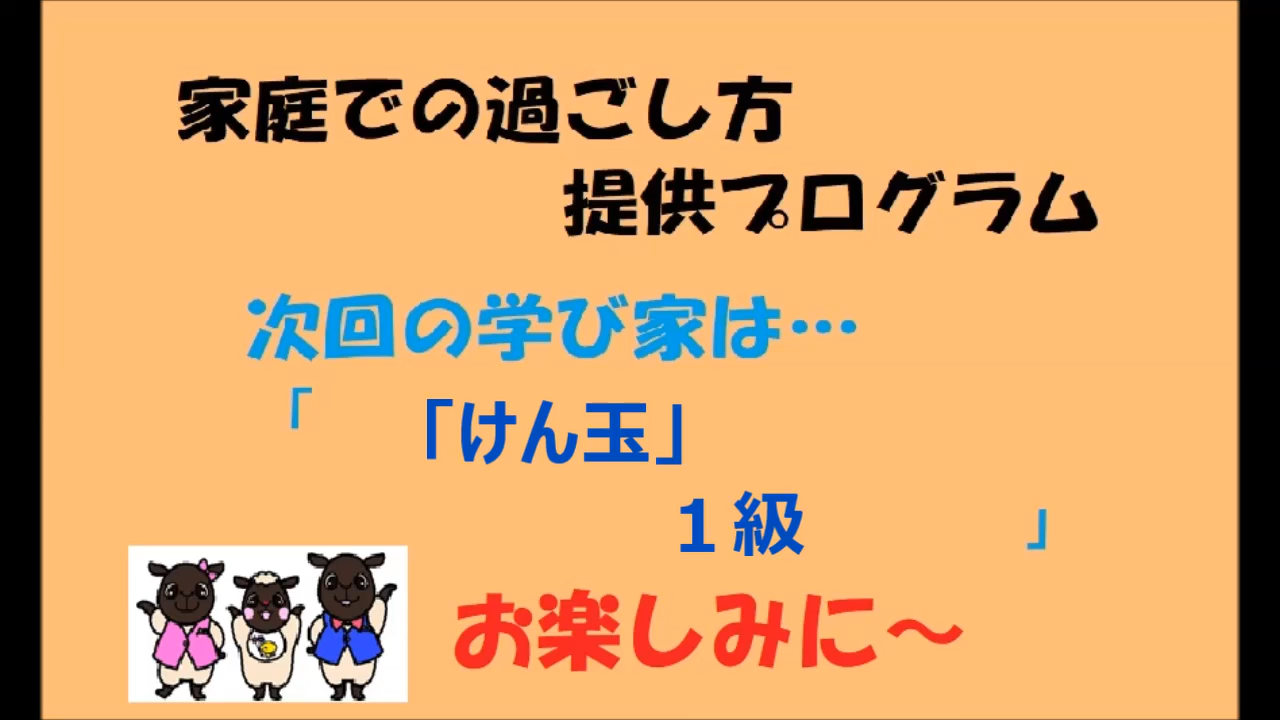 家庭での過ごし方
提供プログラム
次回の学び家は…
「　「けん玉」
１級　」
お楽しみに～